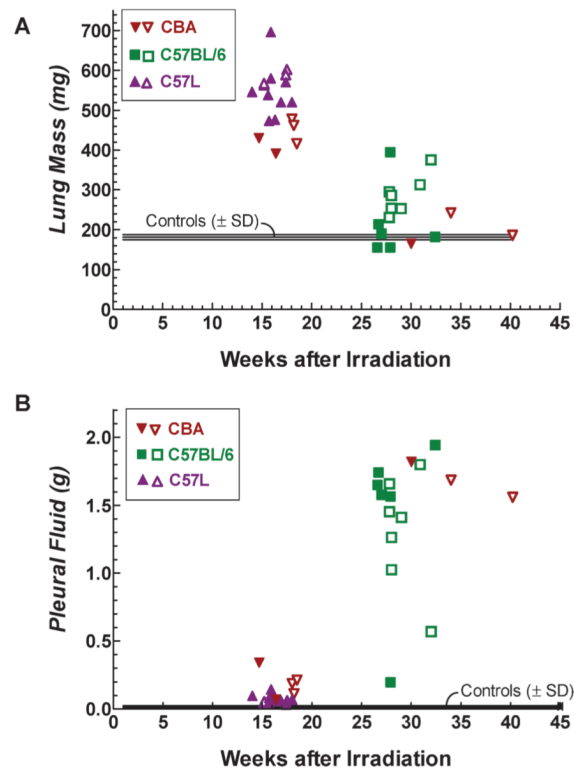 A
CBA
C57BL/6
C57L
Lung Mass (mg)
700
600
500
400
300
200
100
0
Controls (± SD)
0 5 10 15 20 25 30 35 40 45
Weeks after Irradiation
B
CBA
C57BL/6
C57L
Pleural Fluid (g)
2.0
1.5
1.0
0.5
0.0
Controls (± SD)
0 5 10 15 20 25 30 35 40 45
Weeks after Irradiation